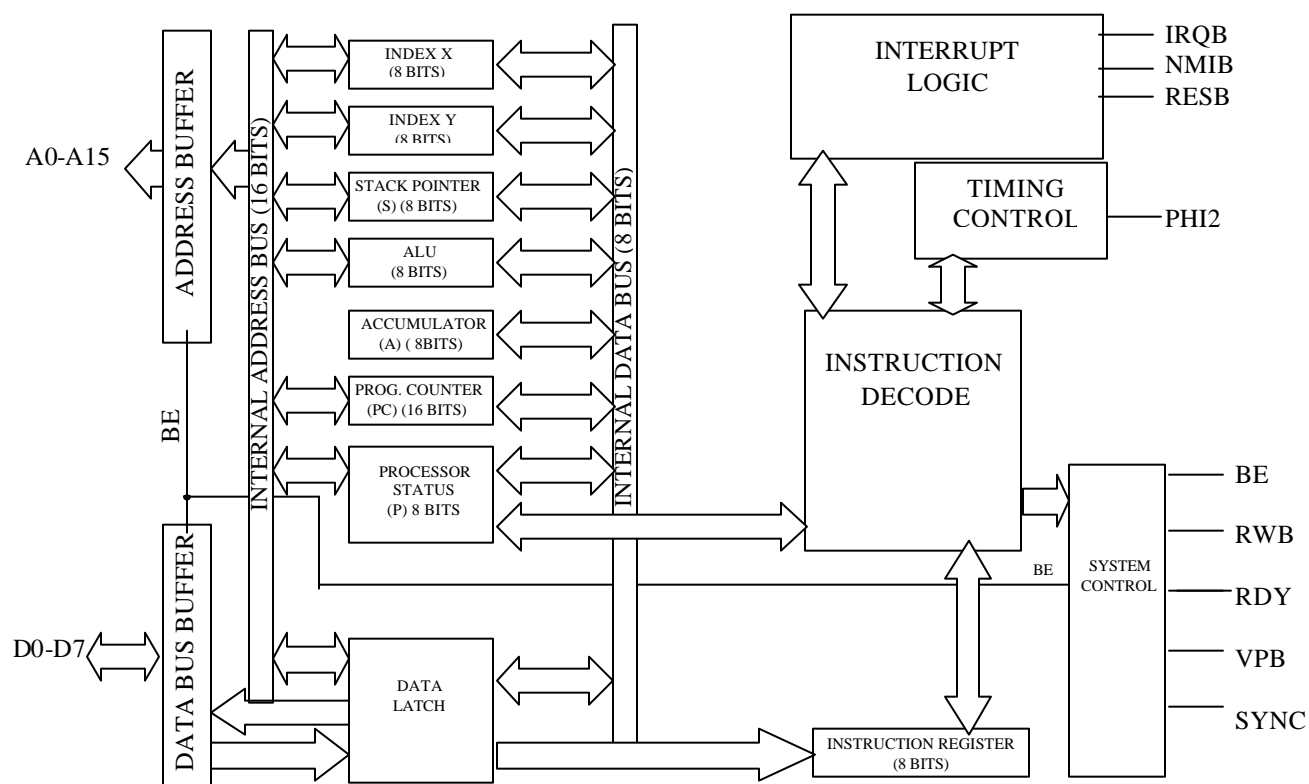 A0-A15
ADDRESS BUFFER
BE
D0-D7
DATA BUS BUFFER
INTERNAL ADDRESS BUS (16 BITS)
INDEX X
(8 BITS)
INDEX Y
(8 BITS)
STACK POINTER
(S) (8 BITS)
ALU
(8 BITS)
ACCUMULATOR
(A) ( 8BITS)
PROG. COUNTER
(PC) (16 BITS)
PROCESSOR
STATUS
(P) 8 BITS
DATA
LATCH
INTERNAL DATA BUS (8 BITS)
INTERRUPT
LOGIC
IRQB
NMIB
RESB
TIMING
CONTROL
PHI2
INSTRUCTION
DECODE
BE
SYSTEM
CONTROL
BE
RWB
RDY
VPB
SYNC
INSTRUCTION REGISTER
(8 BITS)